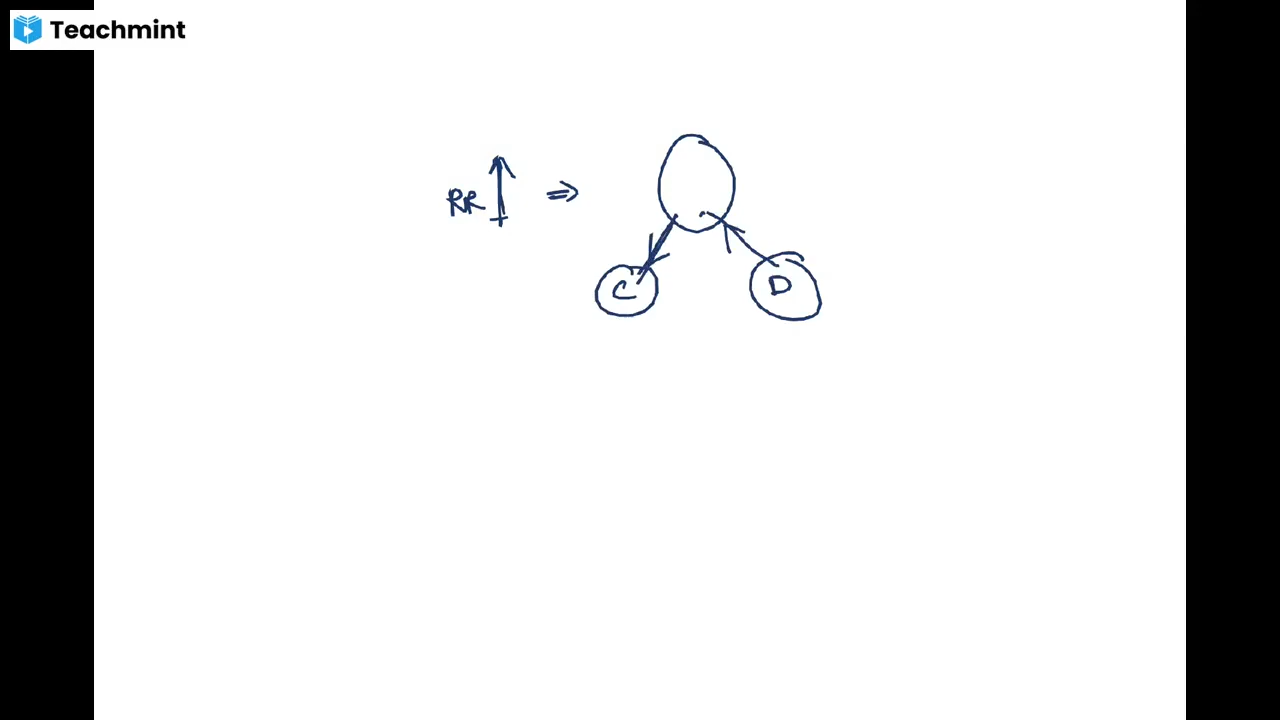 Teachmint
RR ↑ ⇒
C D